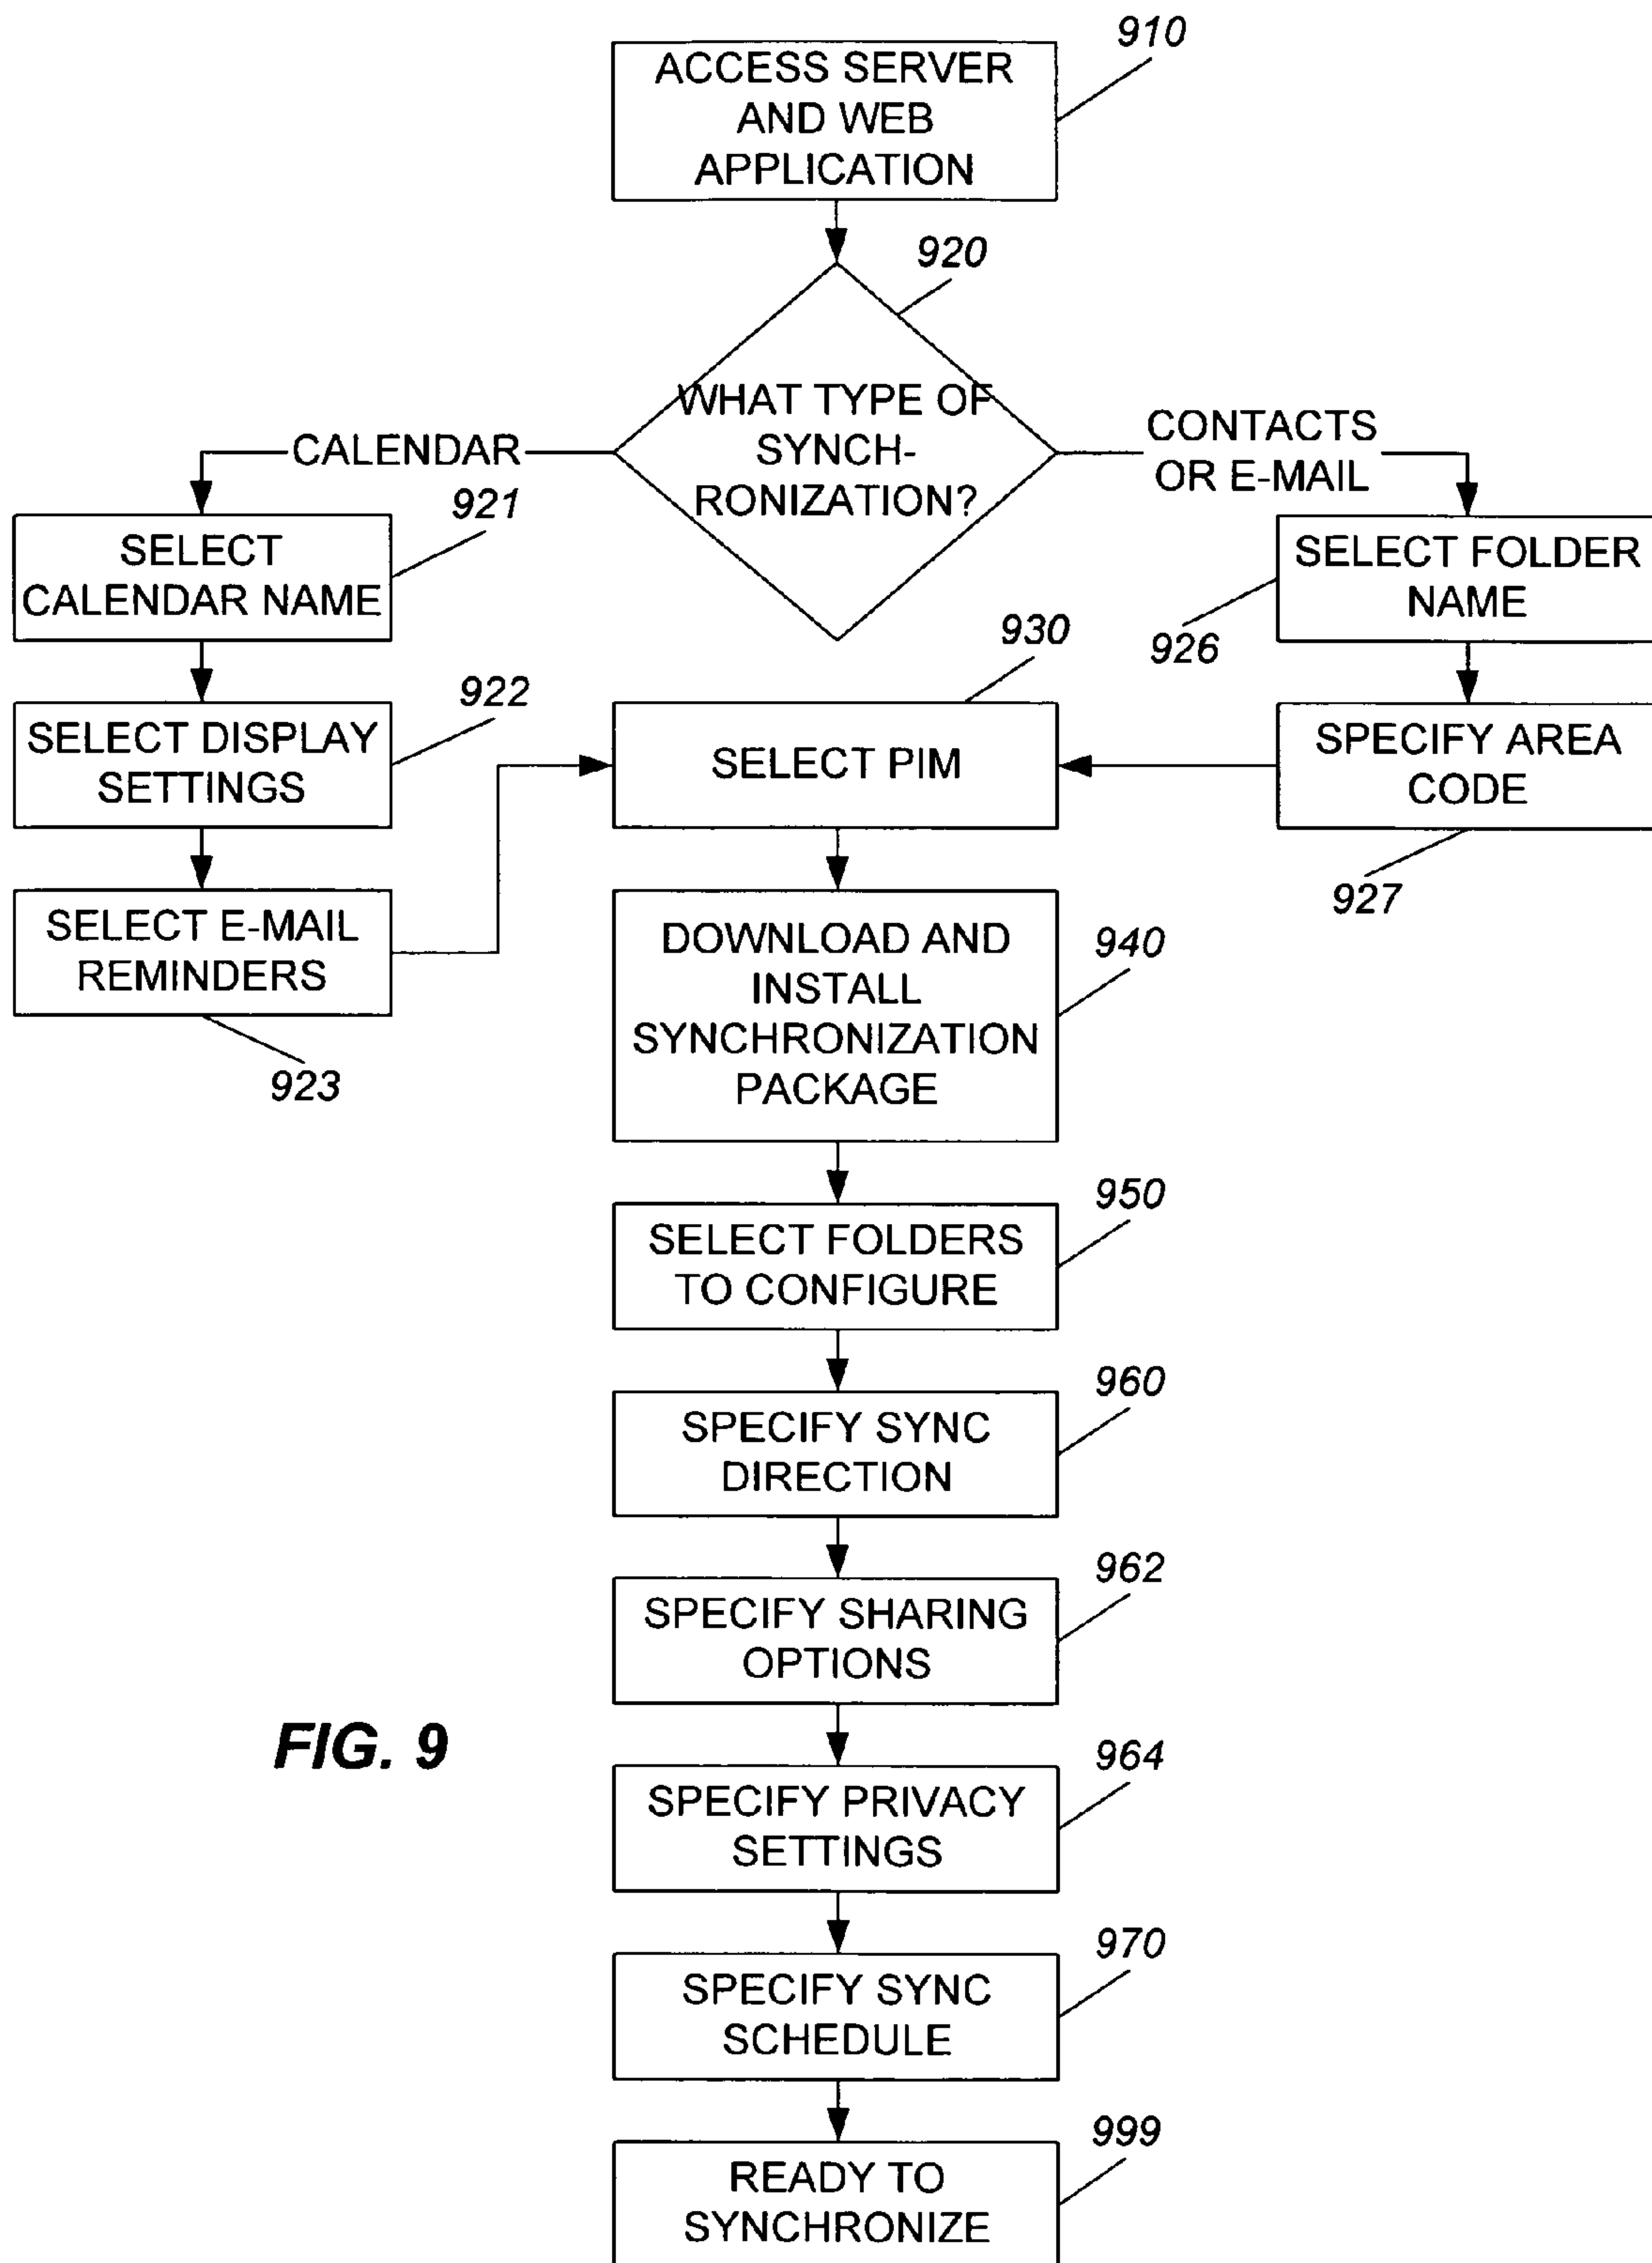 910
ACCESS SERVER
AND WEB
APPLICATION
920
WHAT TYPE OF
SYNCH-
RONIZATION?
CALENDAR
CONTACTS
OR E-MAIL
921
SELECT
CALENDAR NAME
SELECT FOLDER
NAME
926
922
SELECT DISPLAY
SETTINGS
930
SELECT PIM
SPECIFY AREA
CODE
927
SELECT E-MAIL
REMINDERS
923
DOWNLOAD AND
INSTALL
SYNCHRONIZATION
PACKAGE
940
950
SELECT FOLDERS
TO CONFIGURE
960
SPECIFY SYNC
DIRECTION
962
SPECIFY SHARING
OPTIONS
FIG. 9
964
SPECIFY PRIVACY
SETTINGS
970
SPECIFY SYNC
SCHEDULE
999
READY TO
SYNCHRONIZE